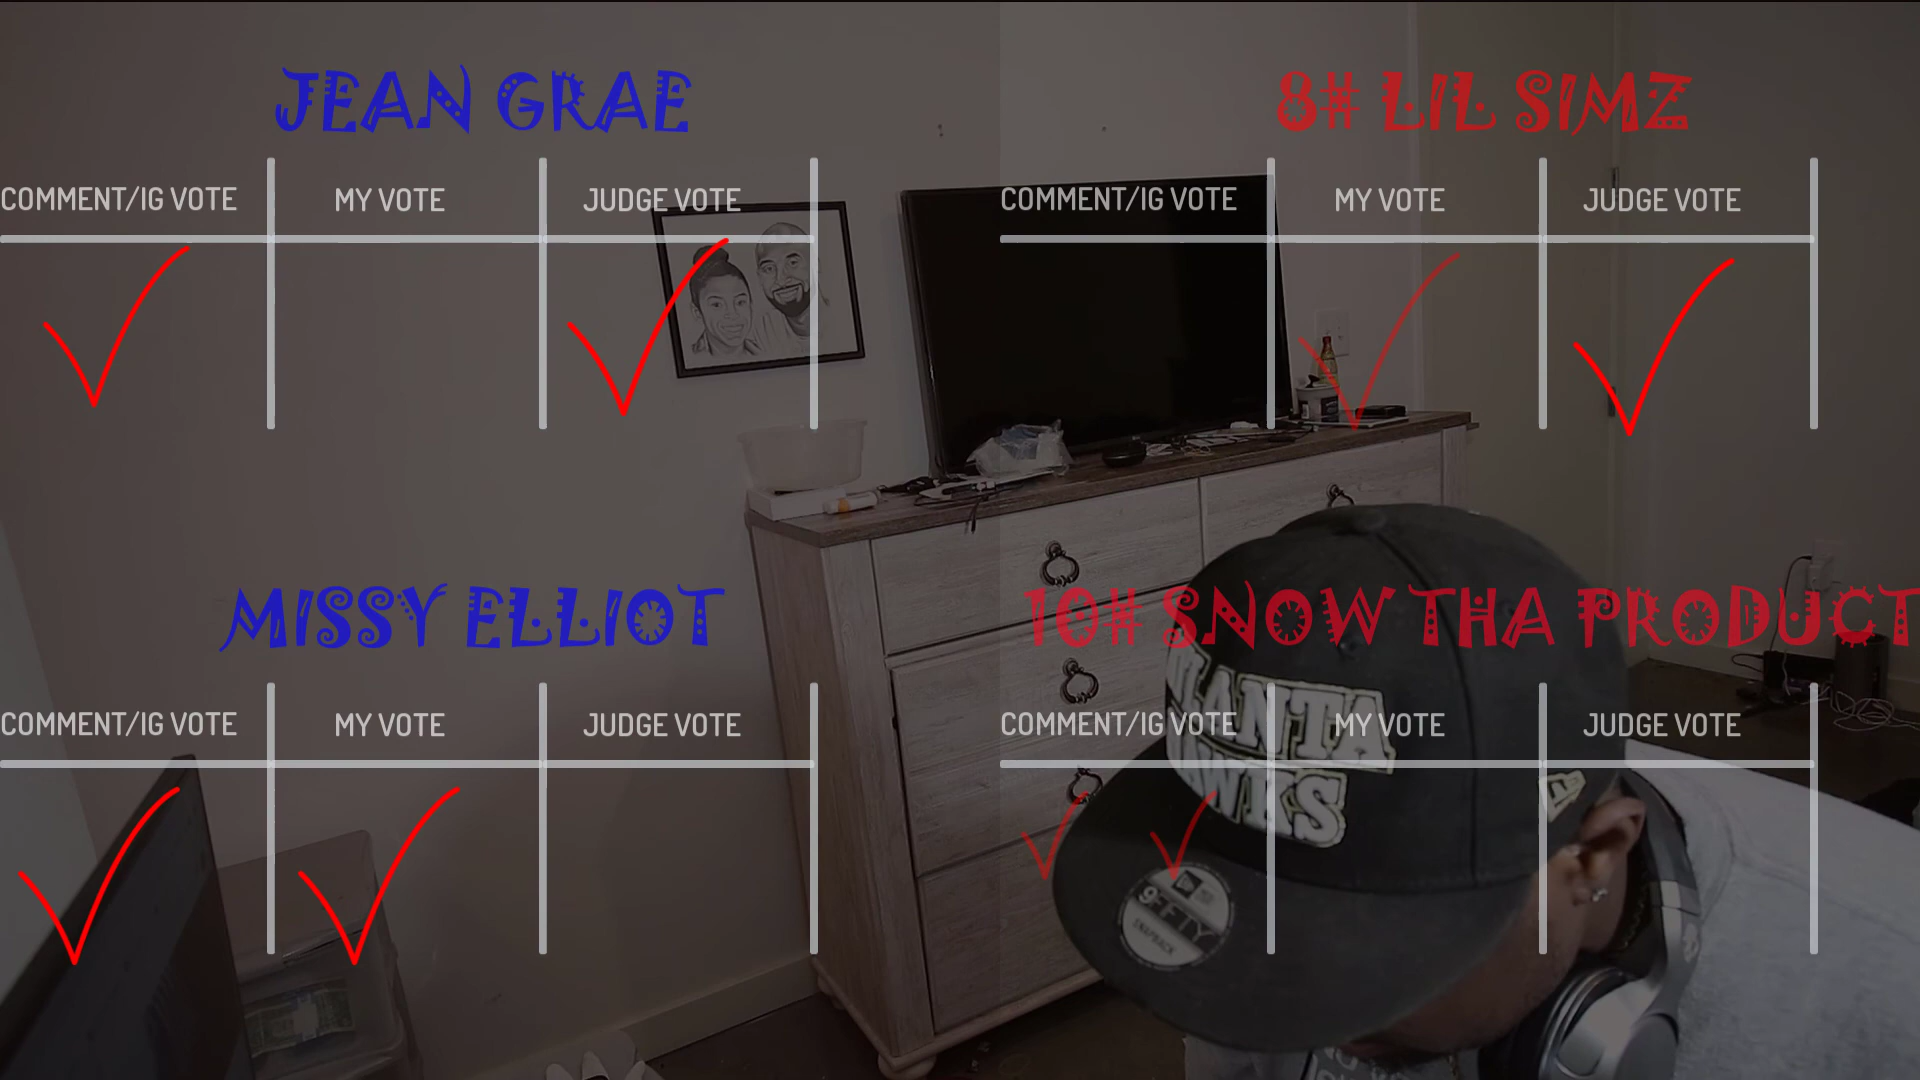 JEAN GRAE
8# LIL SIMZ
COMMENT/IG VOTE
MY VOTE
JUDGE VOTE
COMMENT/IG VOTE
MY VOTE
JUDGE VOTE
MISSY ELLIOT
10# SNOW THA PRODUCT
COMMENT/IG VOTE
MY VOTE
JUDGE VOTE
COMMENT/IG VOTE
MY VOTE
JUDGE VOTE
9FIFTY
SNAPBACK